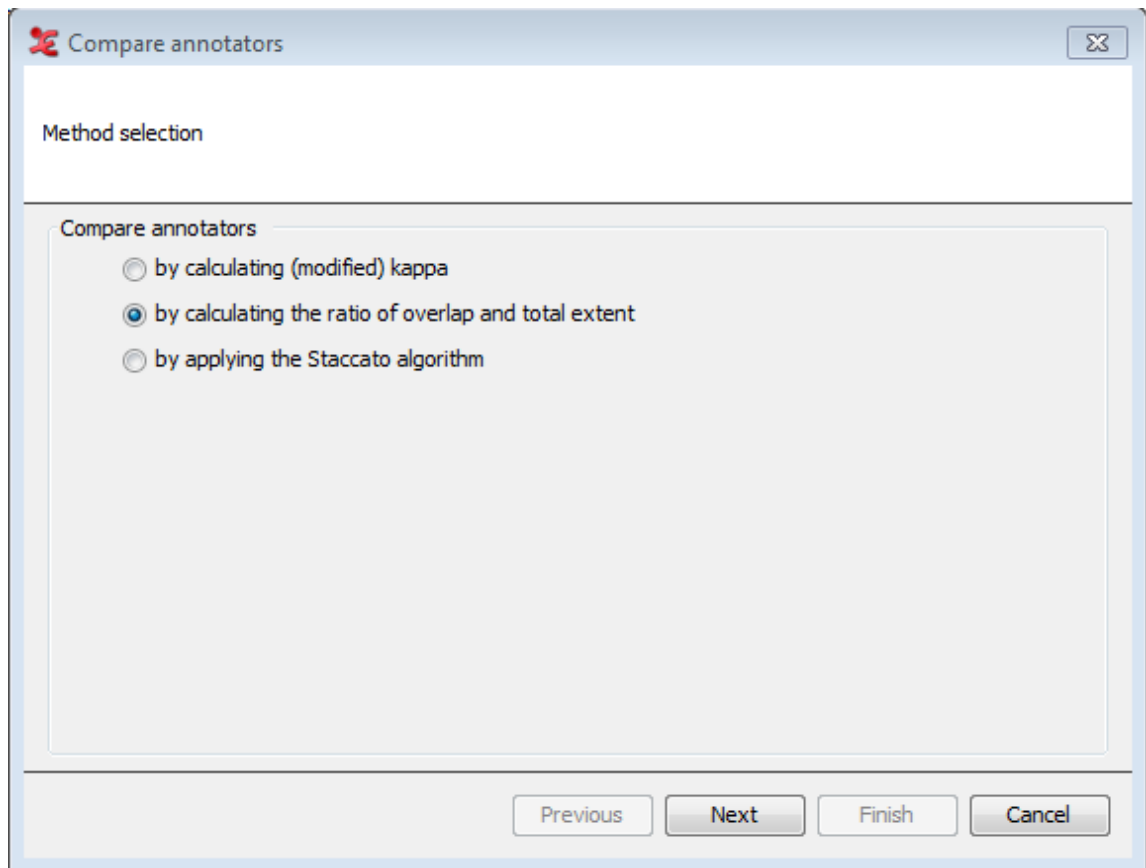 Compare annotators
Method selection
Compare annotators
by calculating (modified) kappa
by calculating the ratio of overlap and total extent
by applying the Staccato algorithm
Previous Next Finish Cancel